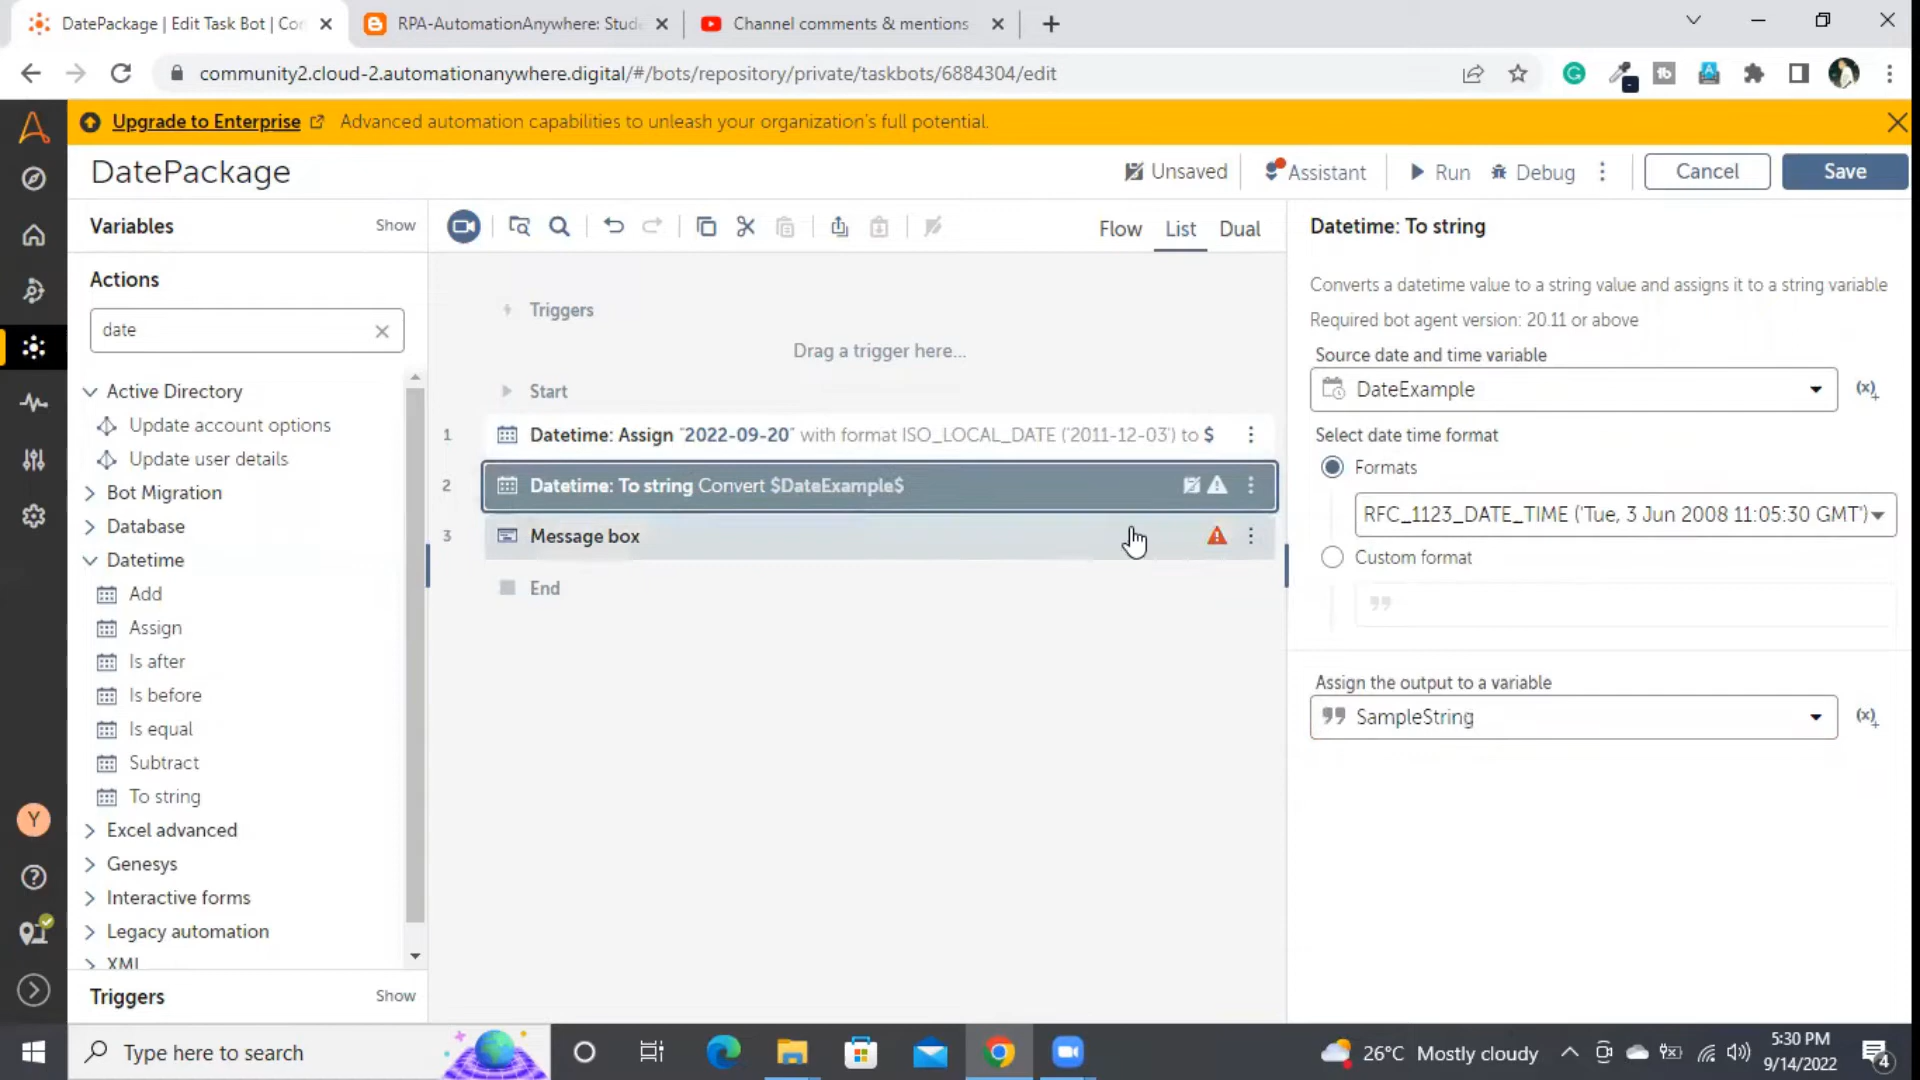 DatePackage | Edit Task Bot | Con
RPA-AutomationAnywhere: Stude
Channel comments & mentions
community2.cloud-2.automationanywhere.digital/#/bots/repository/private/taskbots/6884304/edit
Upgrade to Enterprise Advanced automation capabilities to unleash your organization's full potential.
DatePackage
Unsaved
Assistant
Run
Debug
Cancel
Save
Variables
Show
Flow
List
Dual
Datetime: To string
Actions
date
Active Directory
Update account options
Update user details
Bot Migration
Database
Datetime
Add
Assign
Is after
Is before
Is equal
Subtract
To string
Excel advanced
Genesys
Interactive forms
Legacy automation
XML
Triggers
Show
Triggers
Drag a trigger here...
Start
1 Datetime: Assign "2022-09-20" with format ISO_LOCAL_DATE ('2011-12-03') to $
2 Datetime: To string Convert $DateExample$
3 Message box
End
Converts a datetime value to a string value and assigns it to a string variable
Required bot agent version: 20.11 or above
Source date and time variable
DateExample
(x)+
Select date time format
Formats
RFC_1123_DATE_TIME ('Tue, 3 Jun 2008 11:05:30 GMT')
Custom format
Assign the output to a variable
SampleString
(x)+
Y
Type here to search
26°C Mostly cloudy
5:30 PM
9/14/2022
4